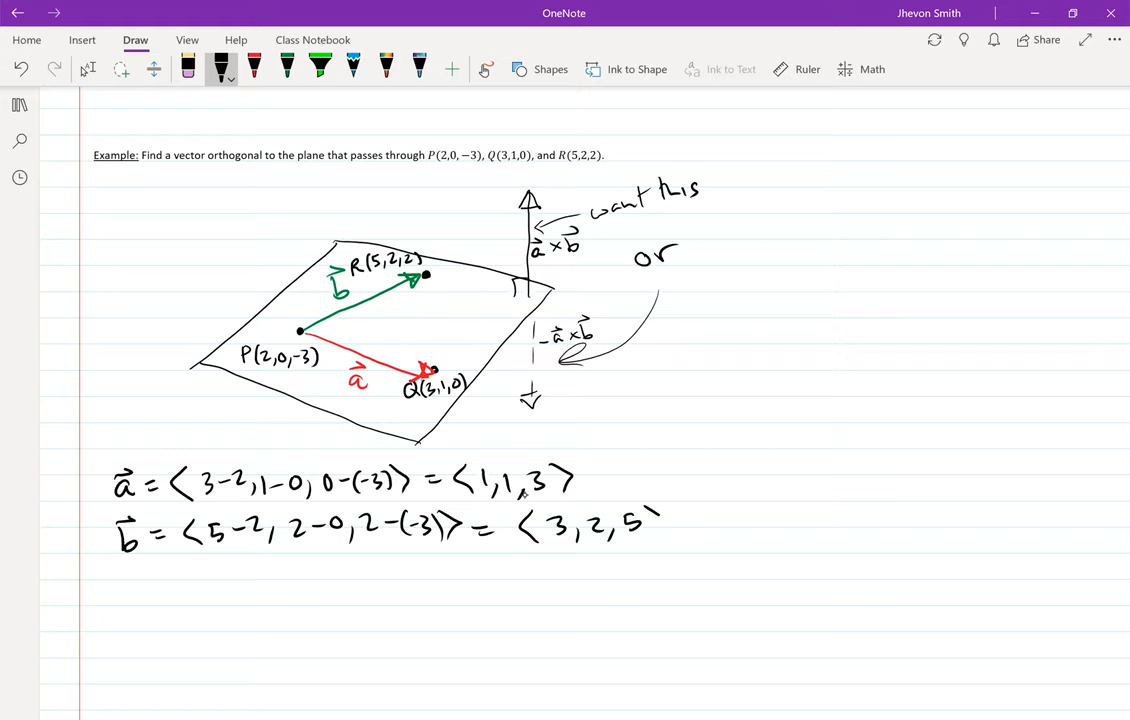 OneNote
Jhevon Smith
Home Insert Draw View Help Class Notebook
Share
Shapes Ink to Shape Ink to Text Ruler Math
Example: Find a vector orthogonal to the plane that passes through P(2,0,−3), Q(3,1,0), and R(5,2,2).
want this
a⃗ × b⃗
or
R(5,2,2)
b⃗
P(2,0,-3)
-a⃗ × b⃗
a⃗
Q(3,1,0)
a⃗ = ⟨3-2, 1-0, 0-(-3)⟩ = ⟨1, 1, 3⟩
b⃗ = ⟨5-2, 2-0, 2-(-3)⟩ = ⟨3, 2, 5